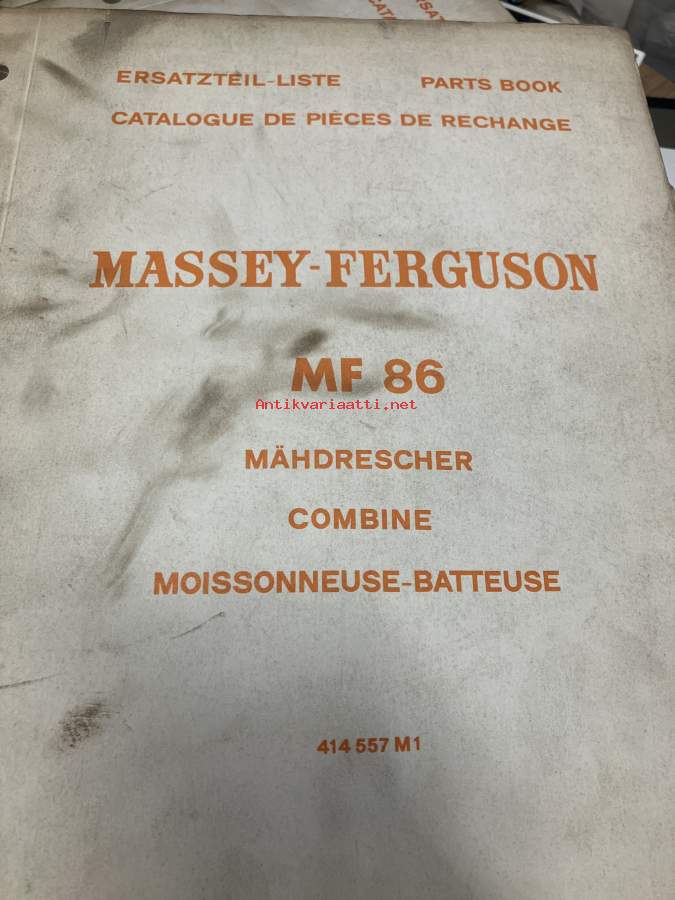 ERSATZTEIL-LISTE PARTS BOOK
CATALOGUE DE PIÈCES DE RECHANGE
MASSEY-FERGUSON
MF 86
Antikvariaatti.net
MÄHDRESCHER
COMBINE
MOISSONNEUSE-BATTEUSE
414 557 M1